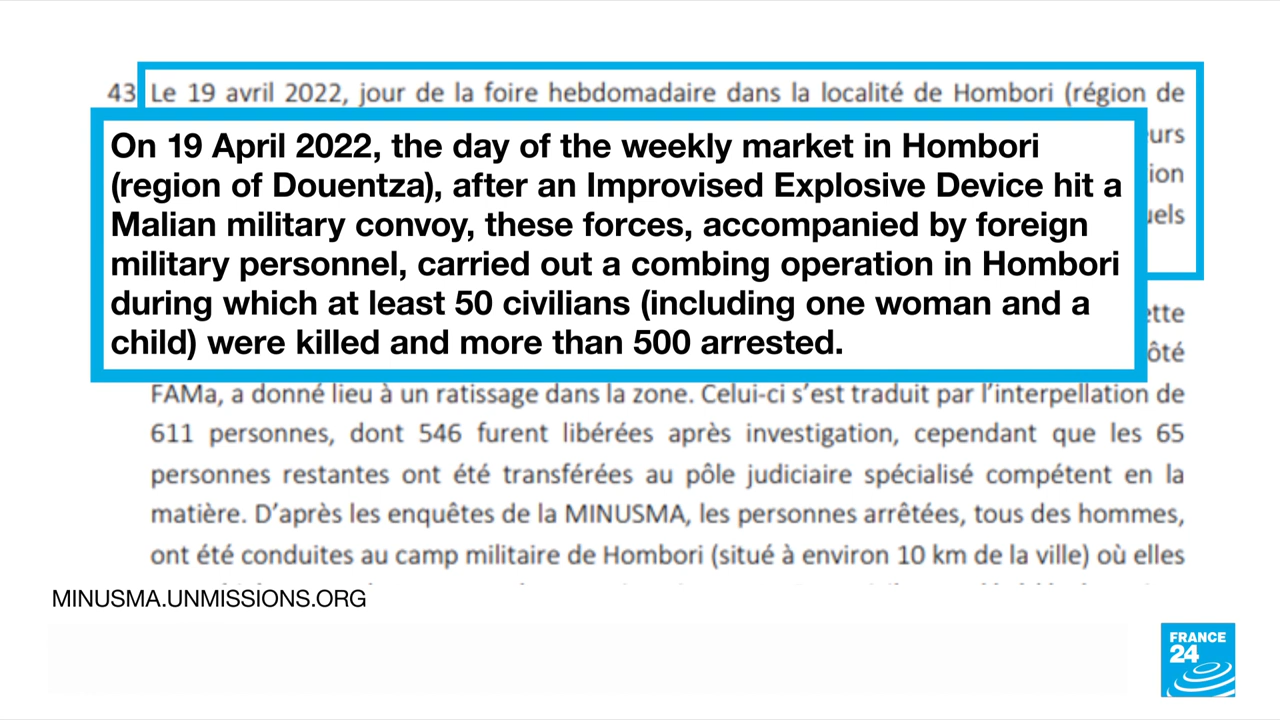 43 Le 19 avril 2022, jour de la foire hebdomadaire dans la localité de Hombori (région de
On 19 April 2022, the day of the weekly market in Hombori
(region of Douentza), after an Improvised Explosive Device hit a
Malian military convoy, these forces, accompanied by foreign
military personnel, carried out a combing operation in Hombori
during which at least 50 civilians (including one woman and a
child) were killed and more than 500 arrested.
FAMa, a donné lieu à un ratissage dans la zone. Celui-ci s’est traduit par l’interpellation de
611 personnes, dont 546 furent libérées après investigation, cependant que les 65
personnes restantes ont été transférées au pôle judiciaire spécialisé compétent en la
matière. D’après les enquêtes de la MINUSMA, les personnes arrêtées, tous des hommes,
ont été conduites au camp militaire de Hombori (situé à environ 10 km de la ville) où elles
MINUSMA.UNMISSIONS.ORG
FRANCE
24